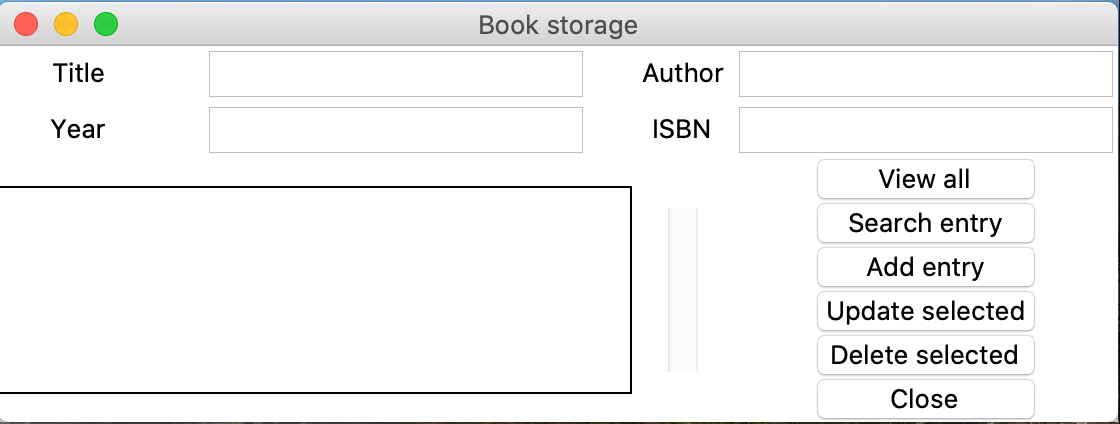 Book storage
Title
Author
Year
ISBN
View all
Search entry
Add entry
Update selected
Delete selected
Close